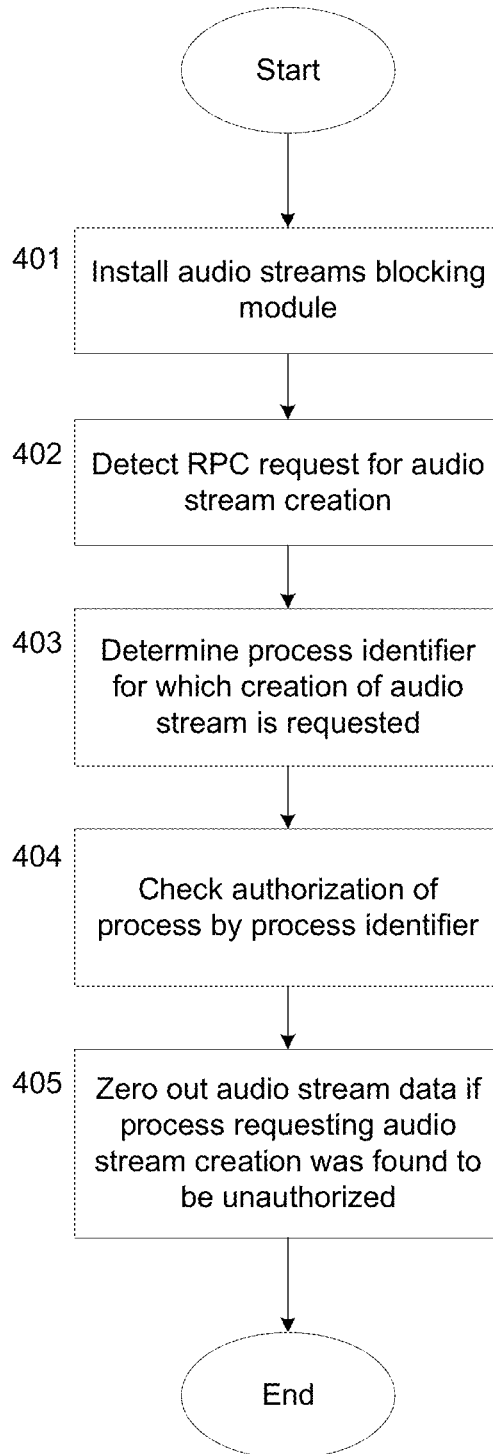 Start
401
Install audio streams blocking
module
402
Detect RPC request for audio
stream creation
403
Determine process identifier
for which creation of audio
stream is requested
404
Check authorization of
process by process identifier
405
Zero out audio stream data if
process requesting audio
stream creation was found to
be unauthorized
End